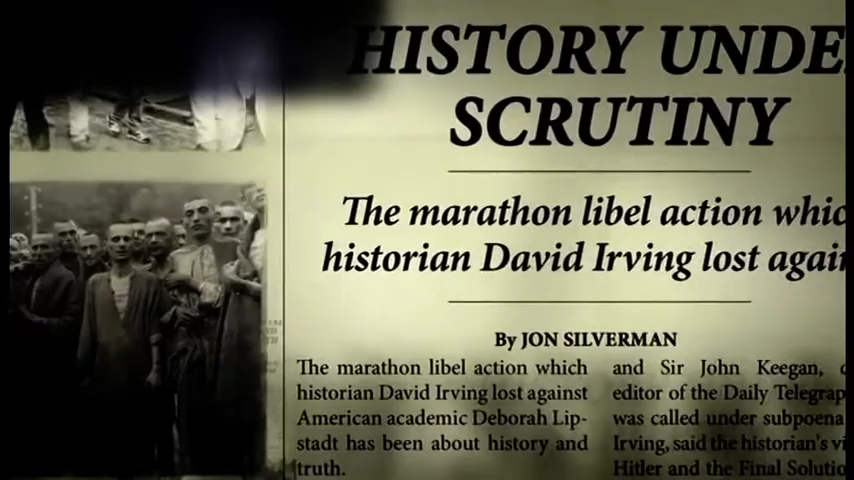 HISTORY UNDE
SCRUTINY
The marathon libel action whic
historian David Irving lost again
By JON SILVERMAN
The marathon libel action which
historian David Irving lost against
American academic Deborah Lip-
stadt has been about history and
truth.
and Sir John Keegan,
editor of the Daily Telegrap
was called under subpoena
Irving, said the historian's vi
Hitler and the Final Solutio